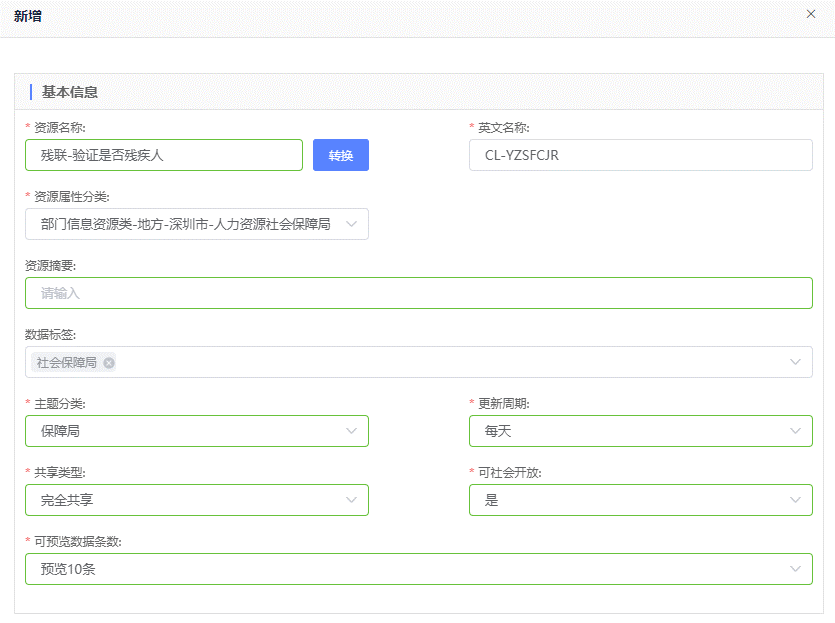 新增
基本信息
* 资源名称:
* 英文名称:
残联-验证是否残疾人
转换
CL-YZSFCJR
* 资源属性分类:
部门信息资源类-地方-深圳市-人力资源社会保障局
资源摘要:
请输入
数据标签:
社会保障局
* 主题分类:
* 更新周期:
保障局
每天
* 共享类型:
* 可社会开放:
完全共享
是
* 可预览数据条数:
预览10条